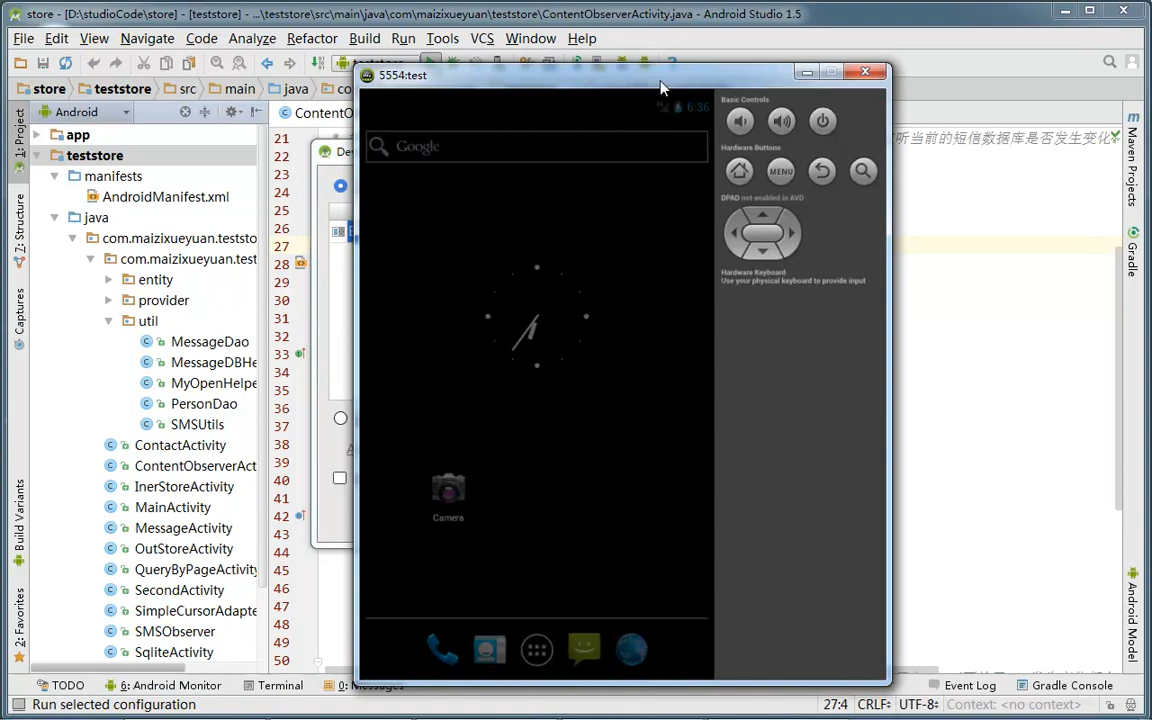 store - [D:\studioCode\store] - [teststore] - ...\teststore\src\main\java\com\maizixueyuan\teststore\ContentObserverActivity.java - Android Studio 1.5
File Edit View Navigate Code Analyze Refactor Build Run Tools VCS Window Help
store teststore src main java
Android
1: Project
7: Structure
Captures
Build Variants
2: Favorites
app
teststore
manifests
AndroidManifest.xml
java
com.maizixueyuan.teststo
com.maizixueyuan.test
entity
provider
util
MessageDao
MessageDBHe
MyOpenHelpe
PersonDao
SMSUtils
ContactActivity
ContentObserverAct
InerStoreActivity
MainActivity
MessageActivity
OutStoreActivity
QueryByPageActivity
SecondActivity
SimpleCursorAdapte
SMSObserver
SqliteActivity
ContentO
De
21
22
23
24
25
26
27
28
29
30
31
32
33
34
35
36
37
38
39
40
41
42
43
44
45
46
47
48
49
50
5554:test
6:36
Google
Camera
Basic Controls
Hardware Buttons
MENU
DPAD not enabled in AVD
Hardware Keyboard
Use your physical keyboard to provide input
听当前的短信数据库是否发生变化
Maven Projects
Gradle
Android Model
TODO 6: Android Monitor Terminal 0: Messages Event Log Gradle Console
Run selected configuration 27:4 CRLF UTF-8 Context: <no context>